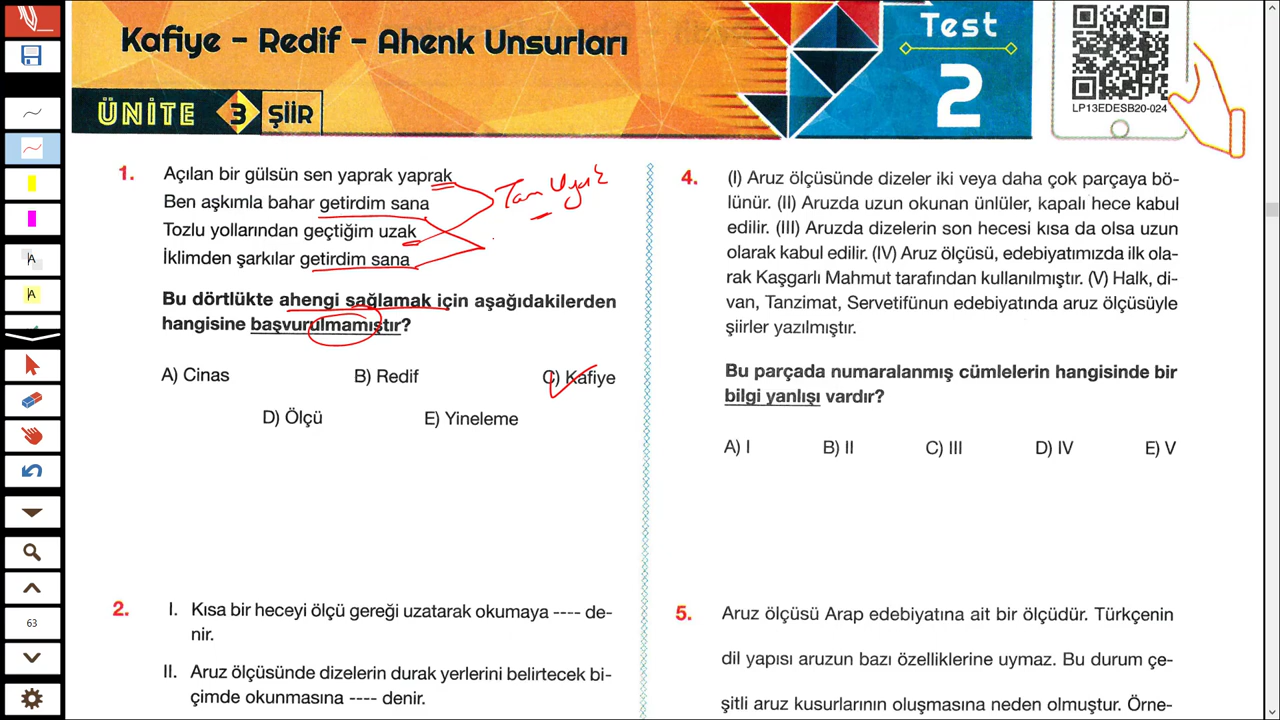 Kafiye – Redif – Ahenk Unsurları
Test
2
ÜNİTE 3 ŞİİR
LP13EDESB20-024
1. Açılan bir gülsün sen yaprak yaprak
Ben aşkımla bahar getirdim sana
Tozlu yollarından geçtiğim uzak
İklimden şarkılar getirdim sana
Tam Uyak
Bu dörtlükte ahengi sağlamak için aşağıdakilerden
hangisine başvurulmamıştır?
A) Cinas B) Redif C) Kafiye
D) Ölçü E) Yineleme
2. I. Kısa bir heceyi ölçü gereği uzatarak okumaya ---- de-
nir.
II. Aruz ölçüsünde dizelerin durak yerlerini belirtecek bi-
çimde okunmasına ---- denir.
4. (I) Aruz ölçüsünde dizeler iki veya daha çok parçaya bö-
lünür. (II) Aruzda uzun okunan ünlüler, kapalı hece kabul
edilir. (III) Aruzda dizelerin son hecesi kısa da olsa uzun
olarak kabul edilir. (IV) Aruz ölçüsü, edebiyatımızda ilk ola-
rak Kaşgarlı Mahmut tarafından kullanılmıştır. (V) Halk, di-
van, Tanzimat, Servetifünun edebiyatında aruz ölçüsüyle
şiirler yazılmıştır.
Bu parçada numaralanmış cümlelerin hangisinde bir
bilgi yanlışı vardır?
A) I B) II C) III D) IV E) V
5. Aruz ölçüsü Arap edebiyatına ait bir ölçüdür. Türkçenin
dil yapısı aruzun bazı özelliklerine uymaz. Bu durum çe-
şitli aruz kusurlarının oluşmasına neden olmuştur. Örne-
A
A
63